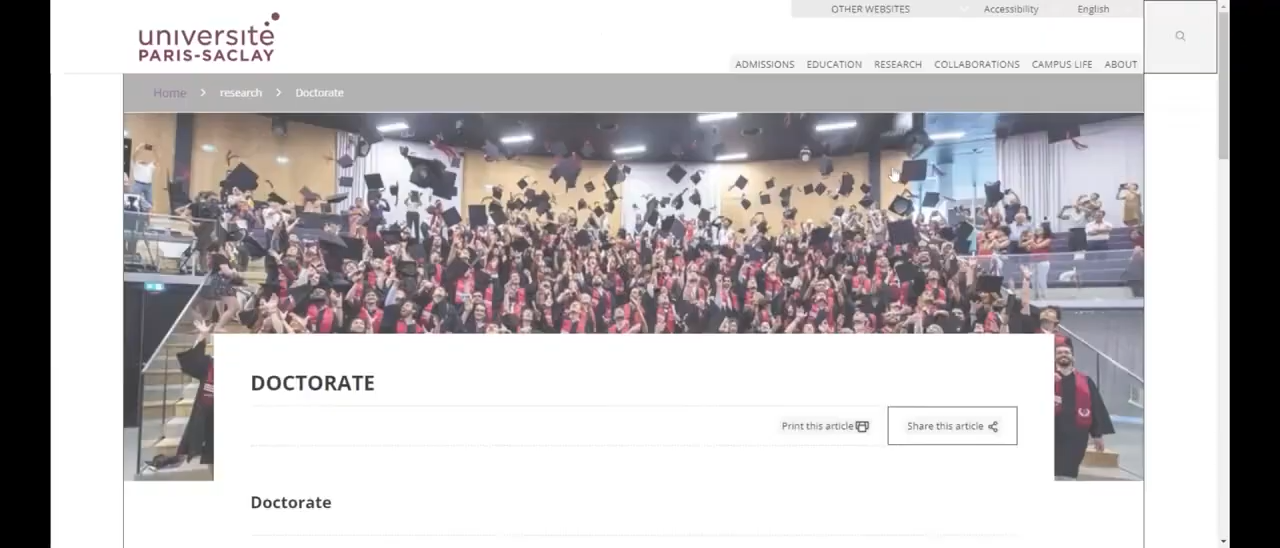 université
PARIS-SACLAY
OTHER WEBSITES
Accessibility
English
ADMISSIONS
EDUCATION
RESEARCH
COLLABORATIONS
CAMPUS LIFE
ABOUT
Home
research
Doctorate
DOCTORATE
Print this article
Share this article
Doctorate